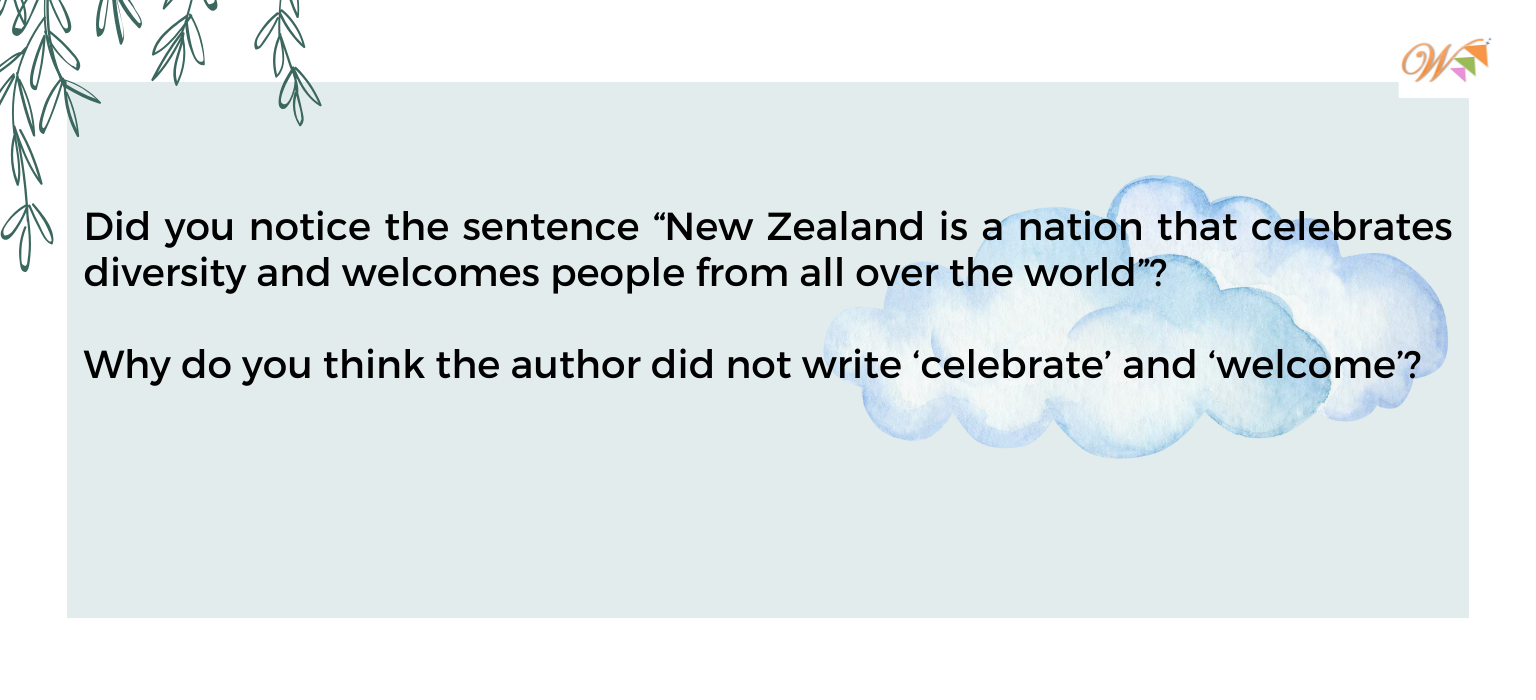 Did you notice the sentence “New Zealand is a nation that celebrates
diversity and welcomes people from all over the world”?
Why do you think the author did not write ‘celebrate’ and ‘welcome’?
W